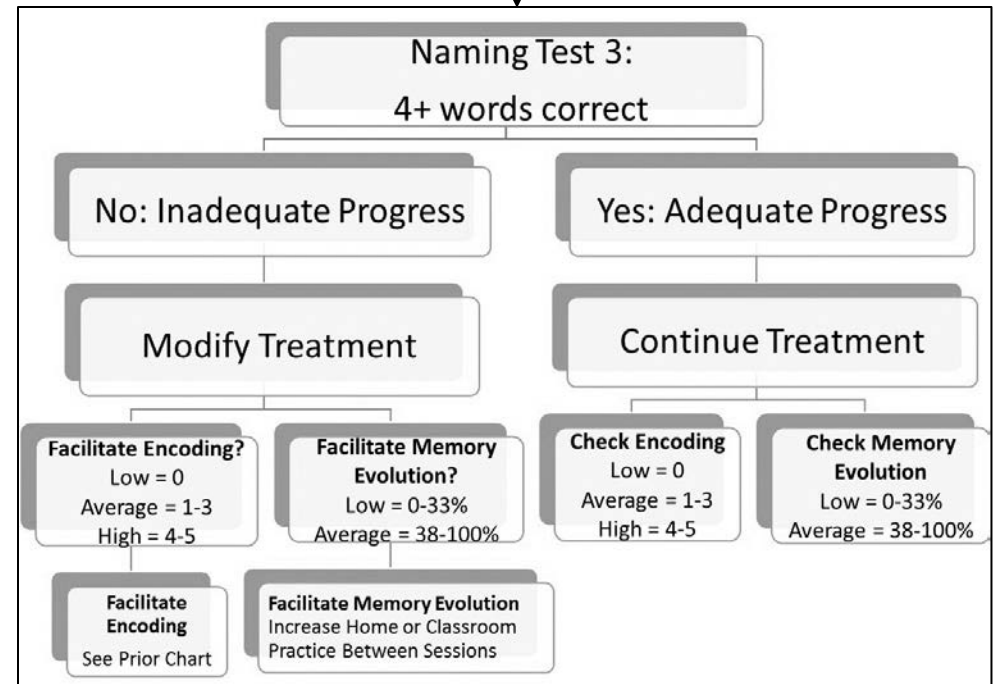 Naming Test 3:
4+ words correct
No: Inadequate Progress
Yes: Adequate Progress
Modify Treatment
Continue Treatment
Facilitate Encoding?
Low = 0
Average = 1-3
High = 4-5
Facilitate Memory
Evolution?
Low = 0-33%
Average = 38-100%
Check Encoding
Low = 0
Average = 1-3
High = 4-5
Check Memory
Evolution
Low = 0-33%
Average = 38-100%
Facilitate
Encoding
See Prior Chart
Facilitate Memory Evolution
Increase Home or Classroom
Practice Between Sessions